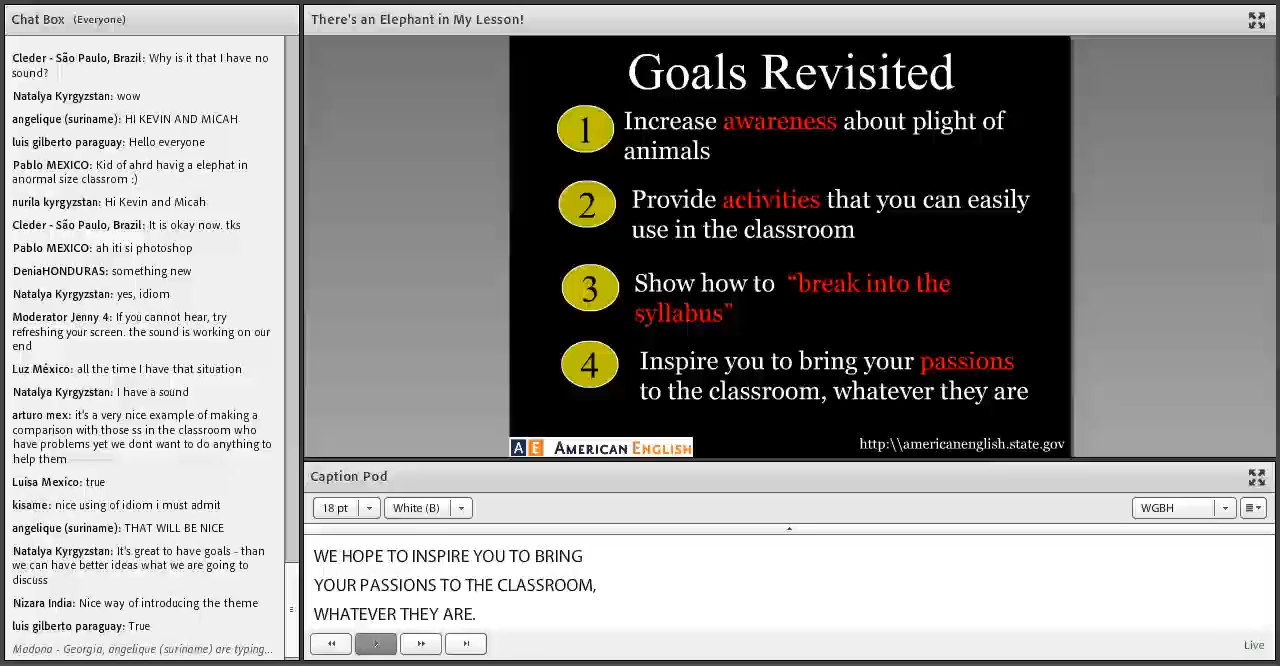 Chat Box (Everyone)
Cleder - São Paulo, Brazil: Why is it that I have no
sound?
Natalya Kyrgyzstan: wow
angelique (suriname): HI KEVIN AND MICAH
luis gilberto paraguay: Hello everyone
Pablo MEXICO: Kid of ahrd havig a elephat in
anormal size classrom :)
nurila kyrgyzstan: Hi Kevin and Micah
Cleder - São Paulo, Brazil: It is okay now. tks
Pablo MEXICO: ah iti si photoshop
DeniaHONDURAS: something new
Natalya Kyrgyzstan: yes, idiom
Moderator Jenny 4: If you cannot hear, try
refreshing your screen. the sound is working on our
end
Luz México: all the time I have that situation
Natalya Kyrgyzstan: I have a sound
arturo mex: it's a very nice example of making a
comparison with those ss in the classroom who
have problems yet we dont want to do anything to
help them
Luisa Mexico: true
kisame: nice using of idiom i must admit
angelique (suriname): THAT WILL BE NICE
Natalya Kyrgyzstan: It's great to have goals - than
we can have better ideas what we are going to
discuss
Nizara India: Nice way of introducing the theme
luis gilberto paraguay: True
Madona - Georgia, angelique (suriname) are typing...
There's an Elephant in My Lesson!
Goals Revisited
1 Increase awareness about plight of
animals
2 Provide activities that you can easily
use in the classroom
3 Show how to “break into the
syllabus”
4 Inspire you to bring your passions
to the classroom, whatever they are
A E AMERICAN ENGLISH
http:\\americanenglish.state.gov
Caption Pod
18 pt White (B) WGBH
WE HOPE TO INSPIRE YOU TO BRING
YOUR PASSIONS TO THE CLASSROOM,
WHATEVER THEY ARE.
Live